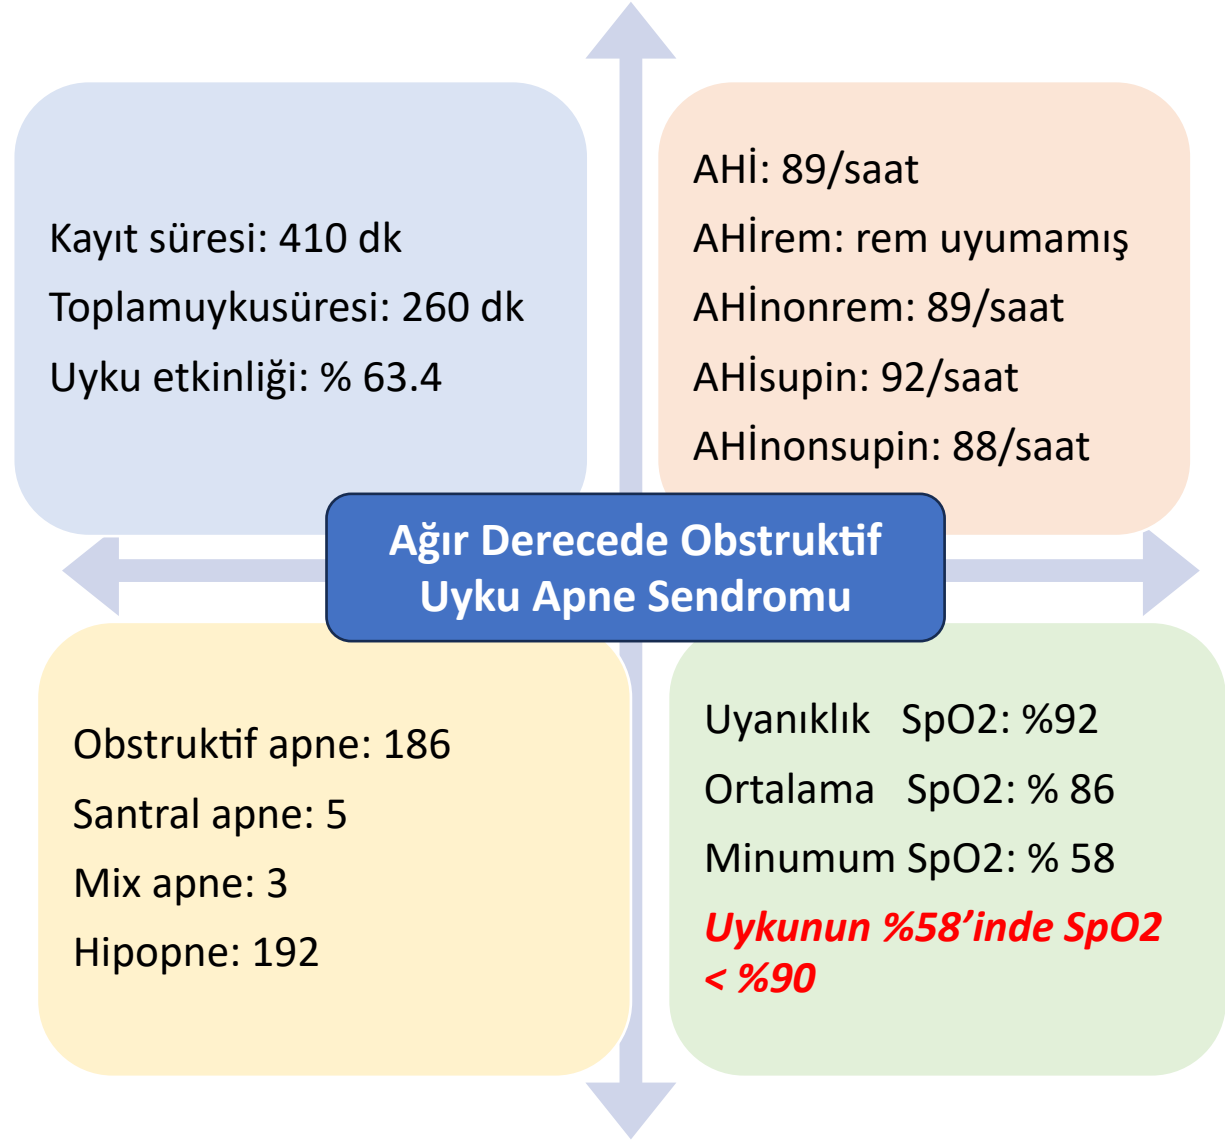 Kayıt süresi: 410 dk
Toplamuykusüresi: 260 dk
Uyku etkinliği: % 63.4
AHİ: 89/saat
AHİrem: rem uyumamış
AHİnonrem: 89/saat
AHİsupin: 92/saat
AHİnonsupin: 88/saat
Ağır Derecede Obstruktif
Uyku Apne Sendromu
Obstruktif apne: 186
Santral apne: 5
Mix apne: 3
Hipopne: 192
Uyanıklık SpO2: %92
Ortalama SpO2: % 86
Minumum SpO2: % 58
Uykunun %58’inde SpO2
< %90